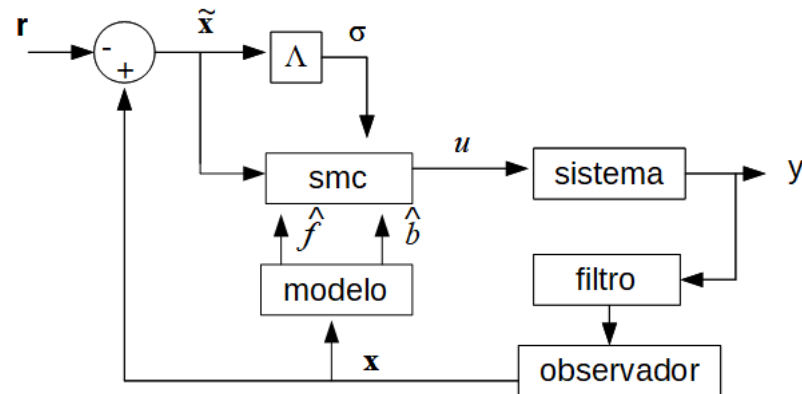 r
-
+
x̃
Λ
σ
smc
u
sistema
y
f̂
b̂
modelo
filtro
x
observador